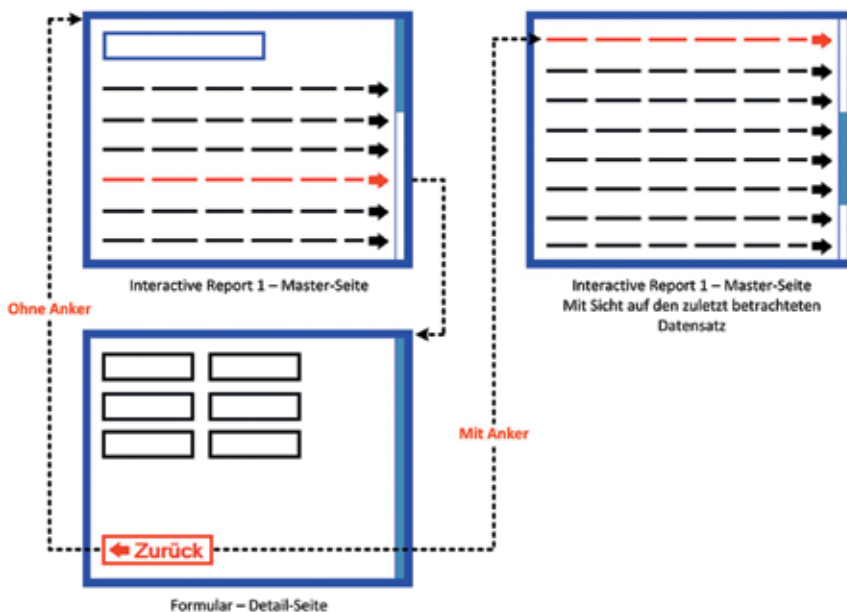 Interactive Report 1 – Master-Seite
Interactive Report 1 – Master-Seite
Mit Sicht auf den zuletzt betrachteten
Datensatz
Ohne Anker
Mit Anker
Zurück
Formular – Detail-Seite